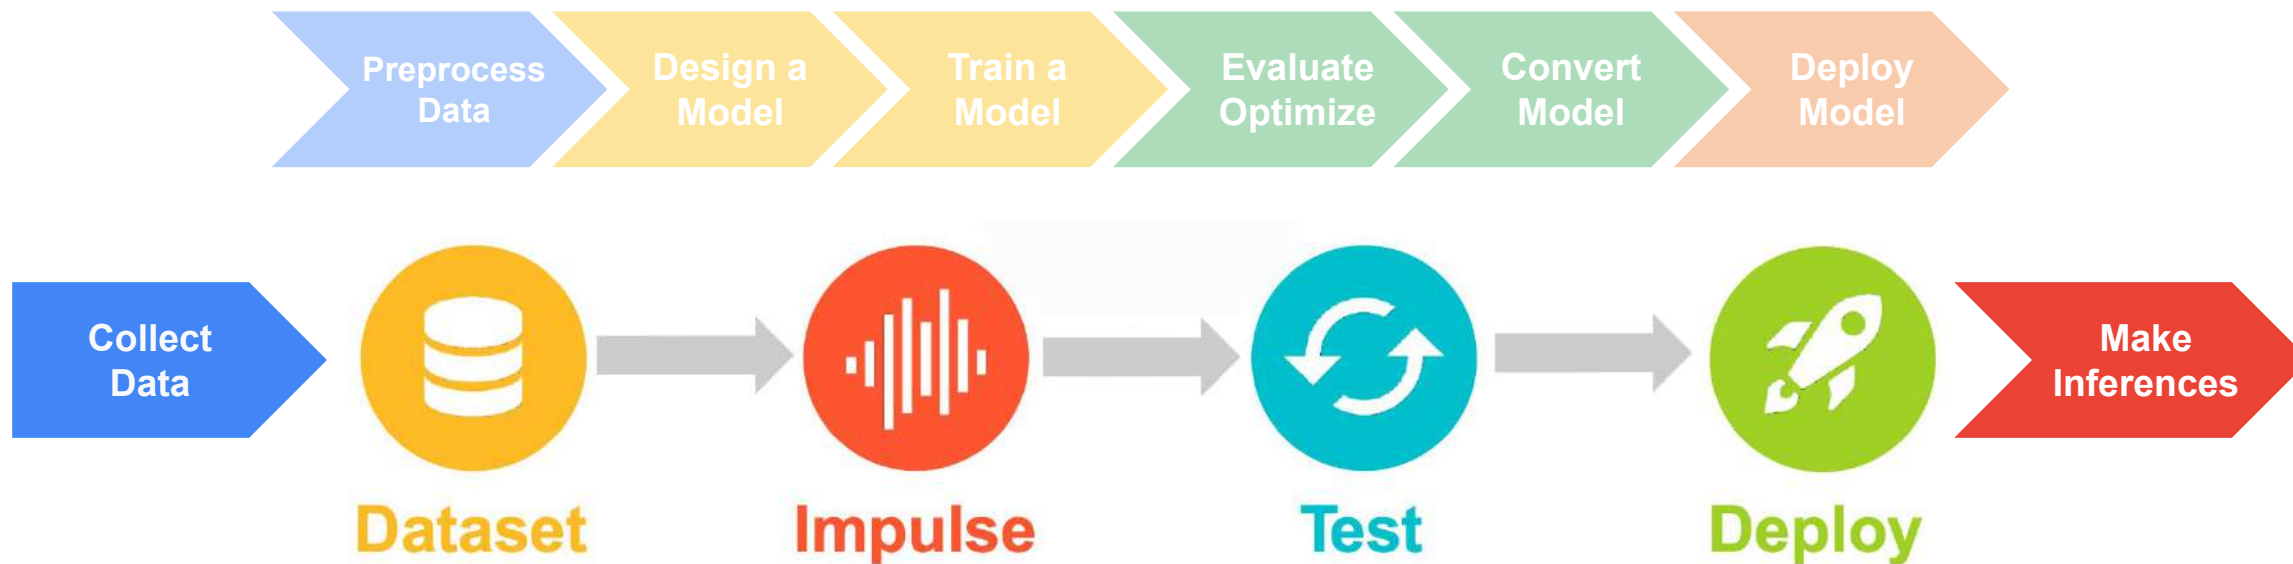 Preprocess
Data
Design a
Model
Train a
Model
Evaluate
Optimize
Convert
Model
Deploy
Model
Collect
Data
Make
Inferences
Dataset
Impulse
Test
Deploy